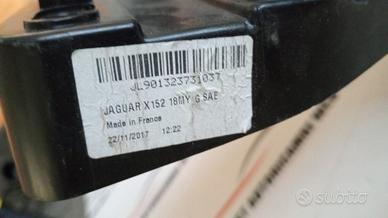 JL901323731037
JAGUAR X152 18MY G SAE
Made in France
22/11/2017 12:22
subito